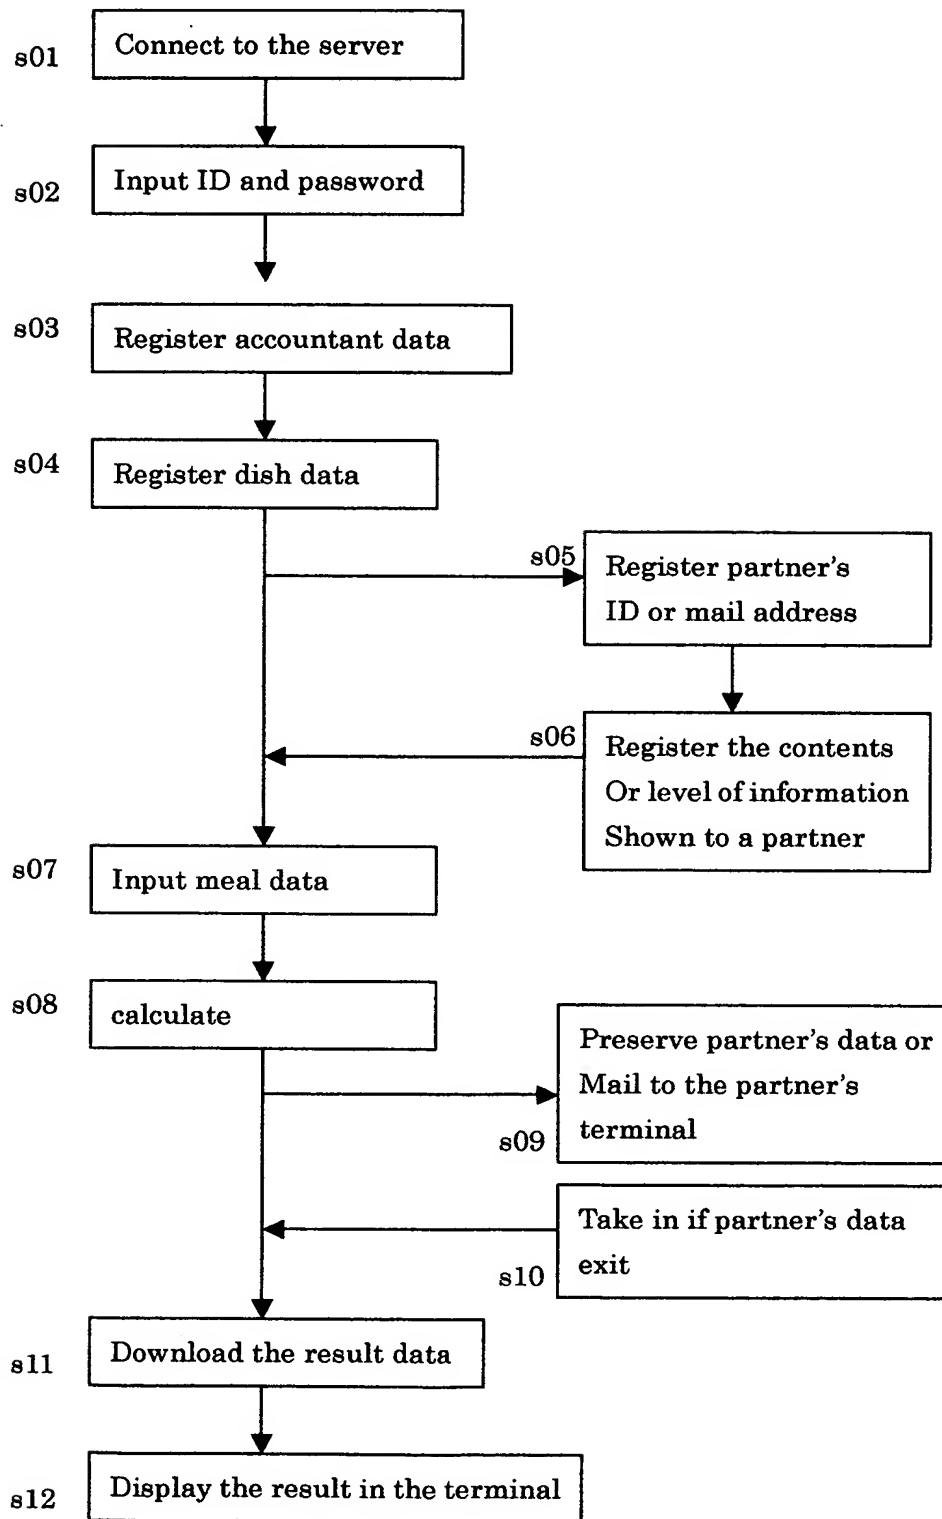 s01
Connect to the server
s02
Input ID and password
s03
Register accountant data
s04
Register dish data
s05
Register partner's
ID or mail address
s06
Register the contents
Or level of information
Shown to a partner
s07
Input meal data
s08
calculate
Preserve partner's data or
Mail to the partner's
terminal
s09
Take in if partner's data
exit
s10
s11
Download the result data
s12
Display the result in the terminal